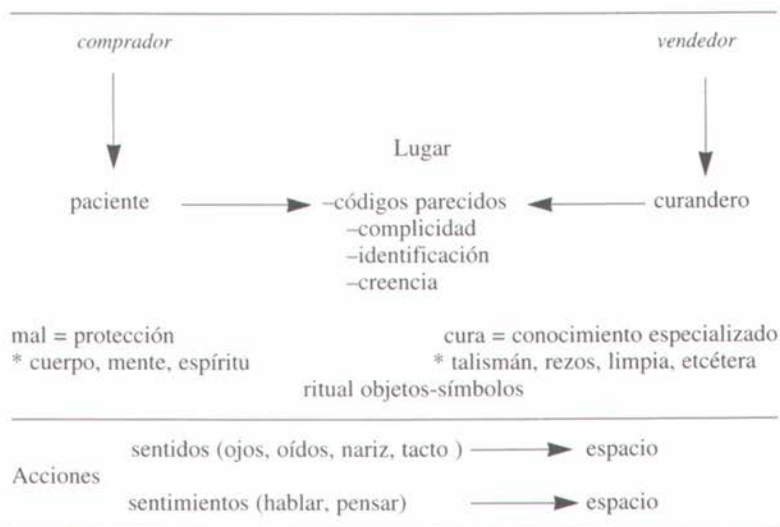 comprador vendedor
Lugar
paciente –códigos parecidos curandero
–complicidad
–identificación
–creencia
mal = protección cura = conocimiento especializado
* cuerpo, mente, espíritu * talismán, rezos, limpia, etcétera
ritual objetos-símbolos
sentidos (ojos, oídos, nariz, tacto ) espacio
Acciones
sentimientos (hablar, pensar) espacio